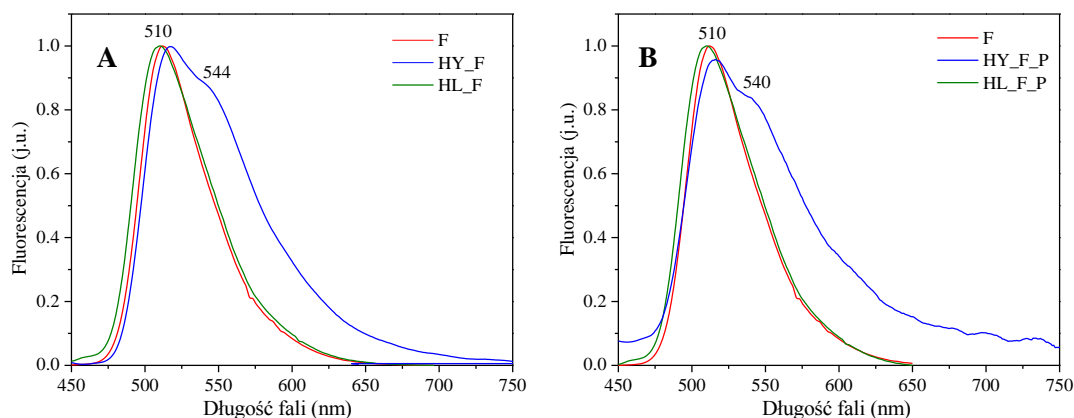 A
510
544
F
HY_F
HL_F
Fluorescencja (j.u.)
1.0
0.8
0.6
0.4
0.2
0.0
450 500 550 600 650 700 750
Długość fali (nm)
B
510
540
F
HY_F_P
HL_F_P
Fluorescencja (j.u.)
1.0
0.8
0.6
0.4
0.2
0.0
450 500 550 600 650 700 750
Długość fali (nm)